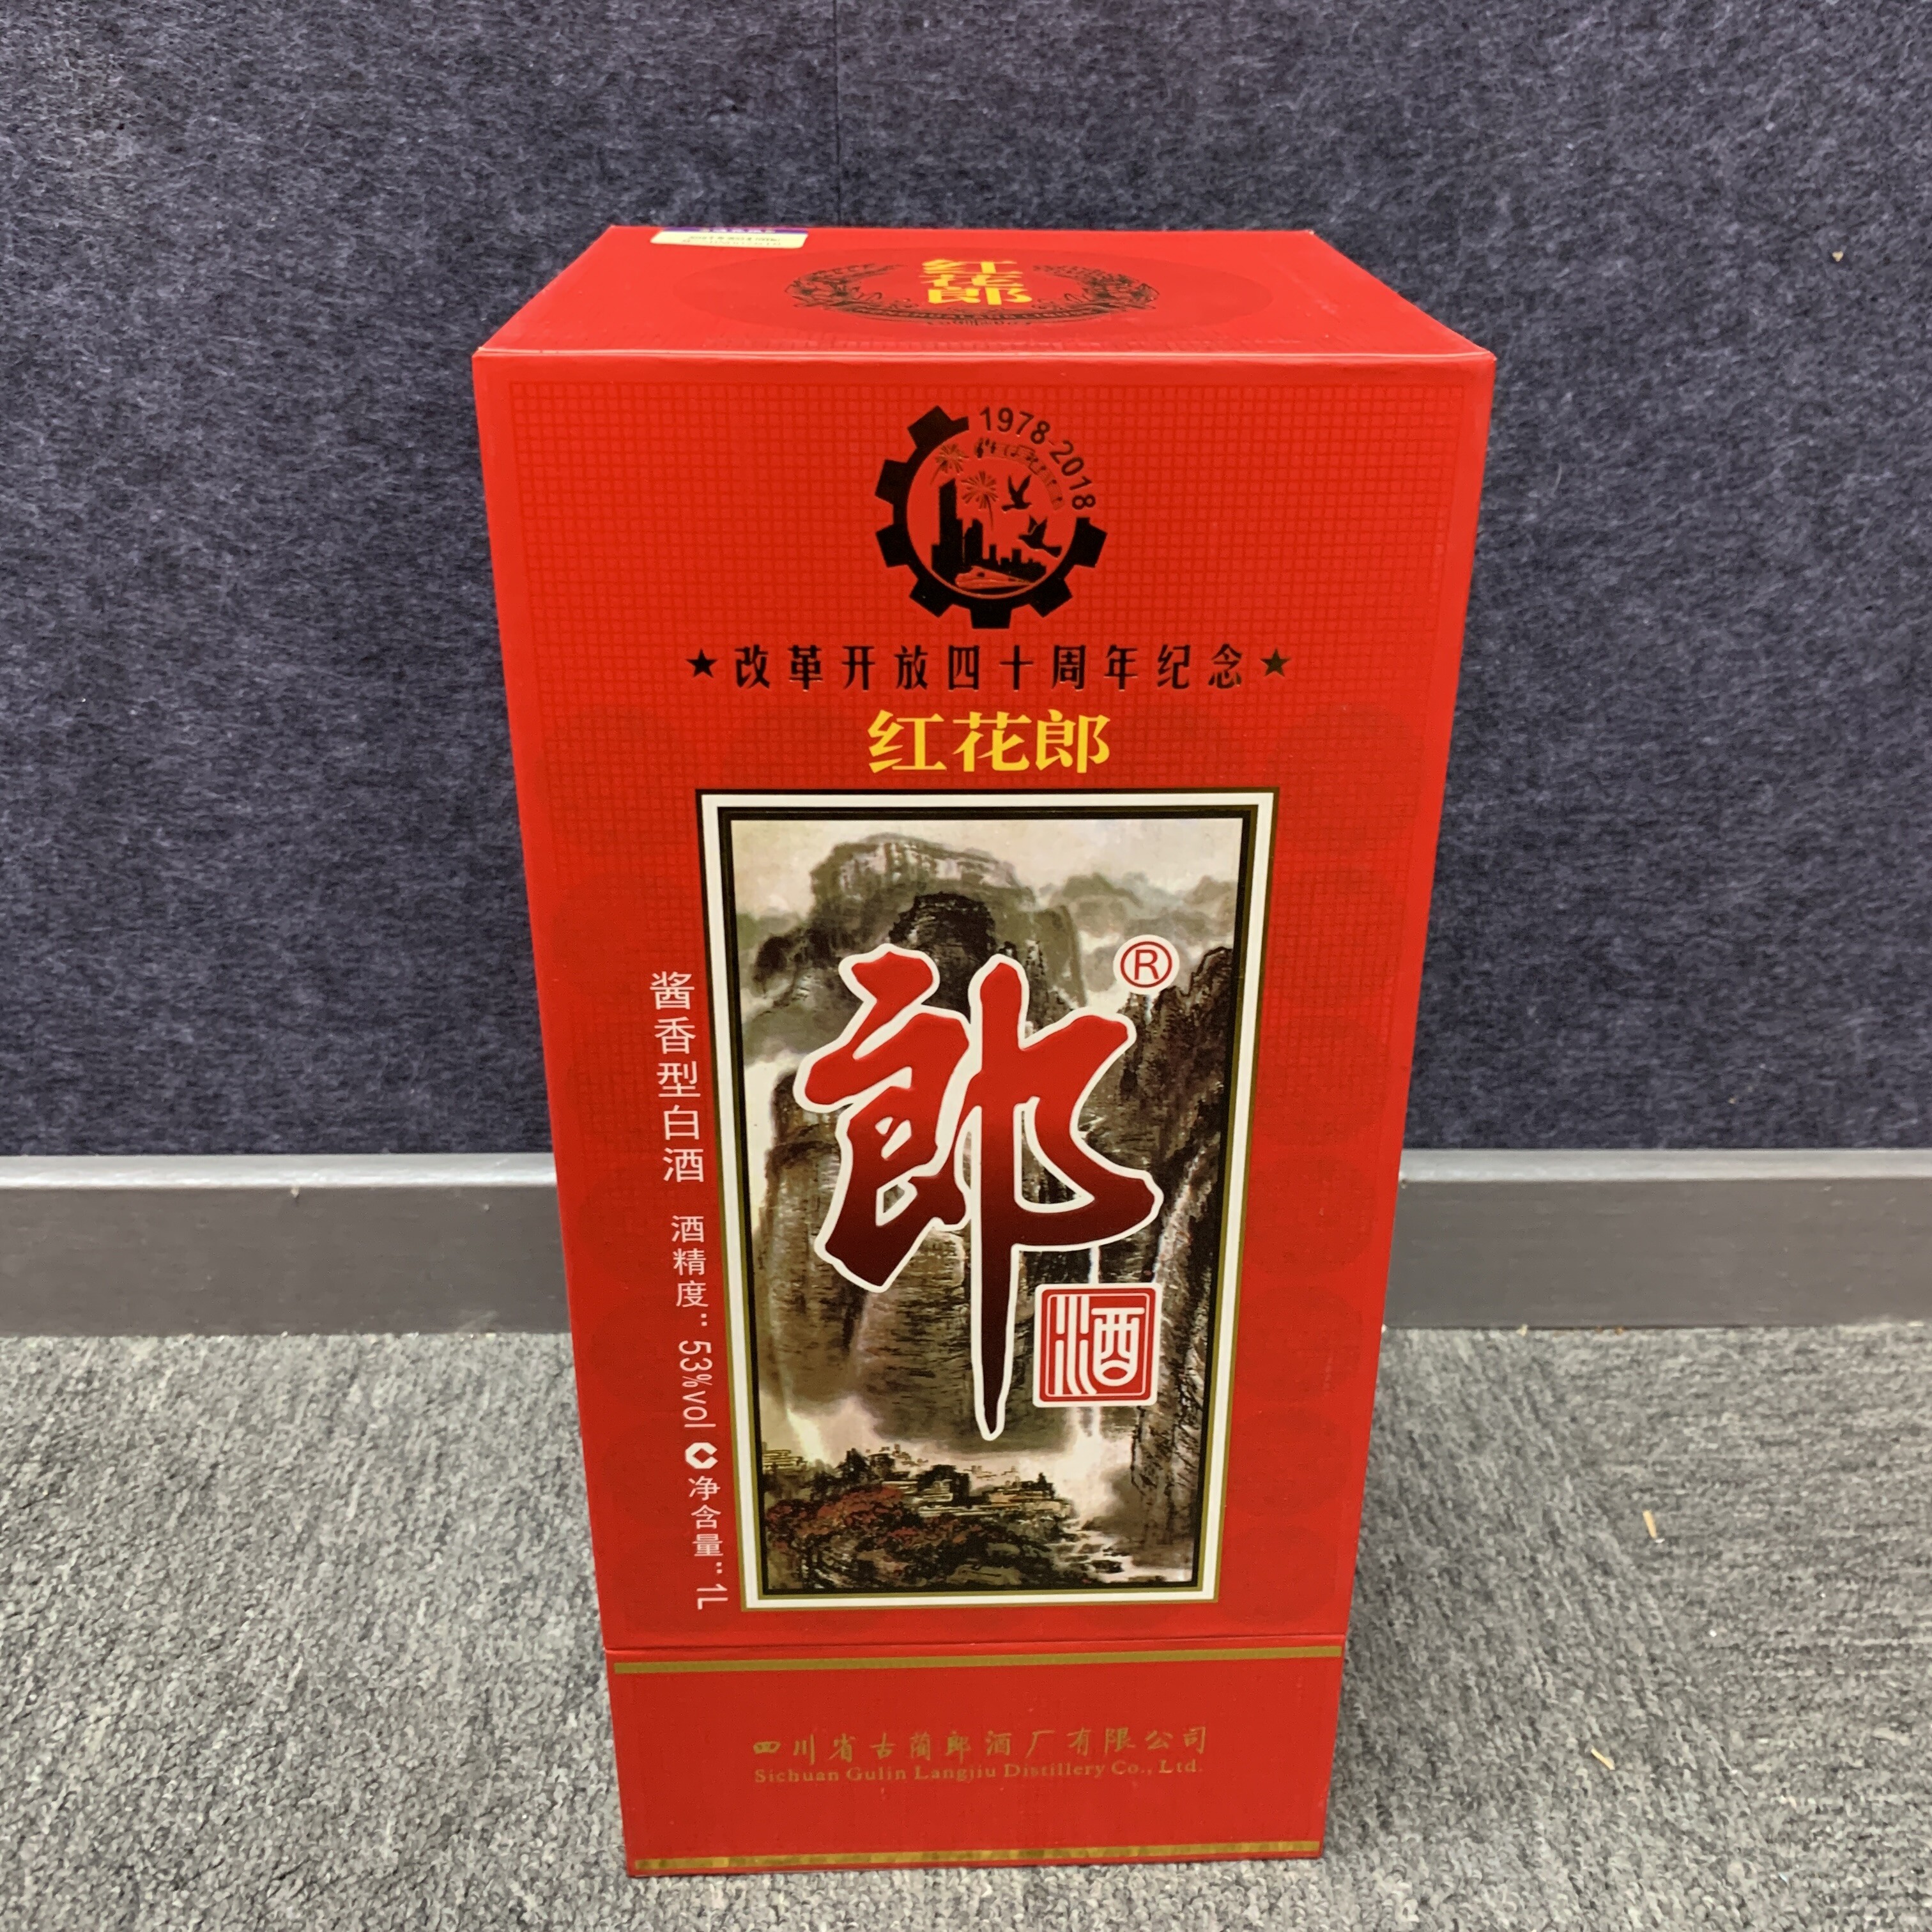 红
花
郎
1978-2018
★改革开放四十周年纪念★
红花郎
郎®
酒
酱香型白酒 酒精度：53%vol 净含量：1L
四川省古蔺郎酒厂有限公司
Sichuan Gulin Langjiu Distillery Co., Ltd.